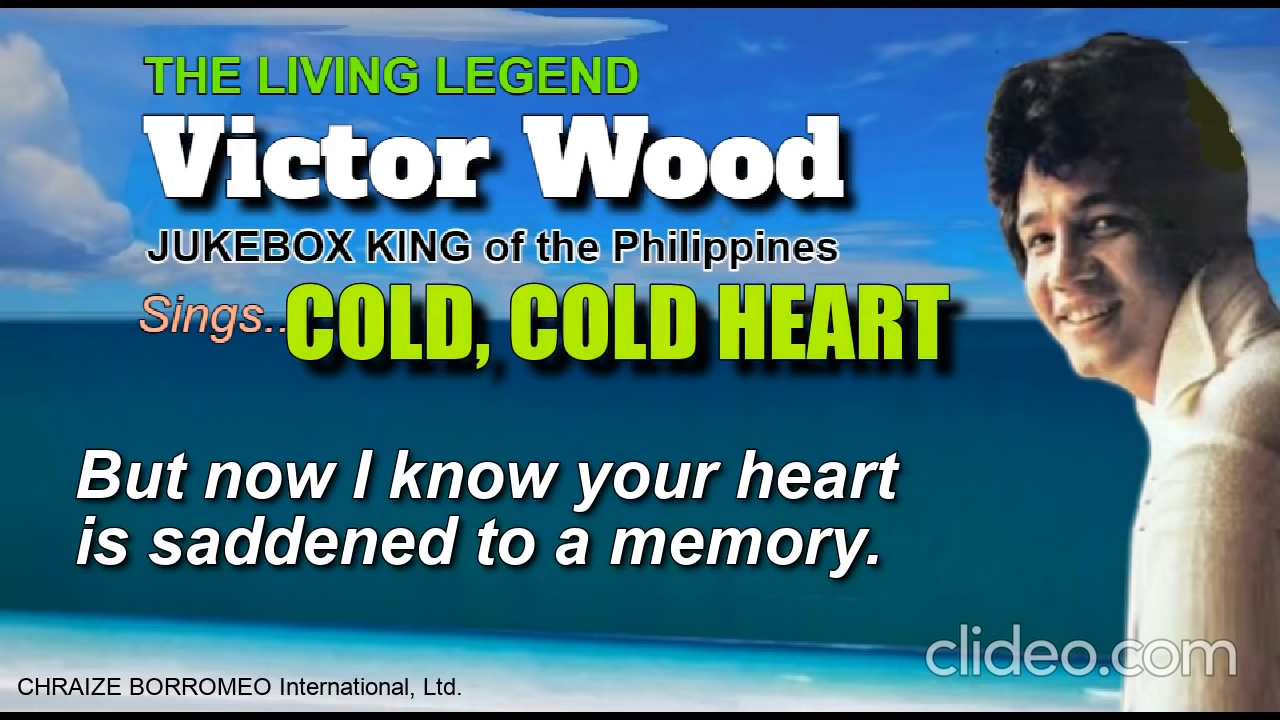 THE LIVING LEGEND
Victor Wood
JUKEBOX KING of the Philippines
Sings.. COLD, COLD HEART
But now I know your heart
is saddened to a memory.
clideo.com
CHRAIZE BORROMEO International, Ltd.